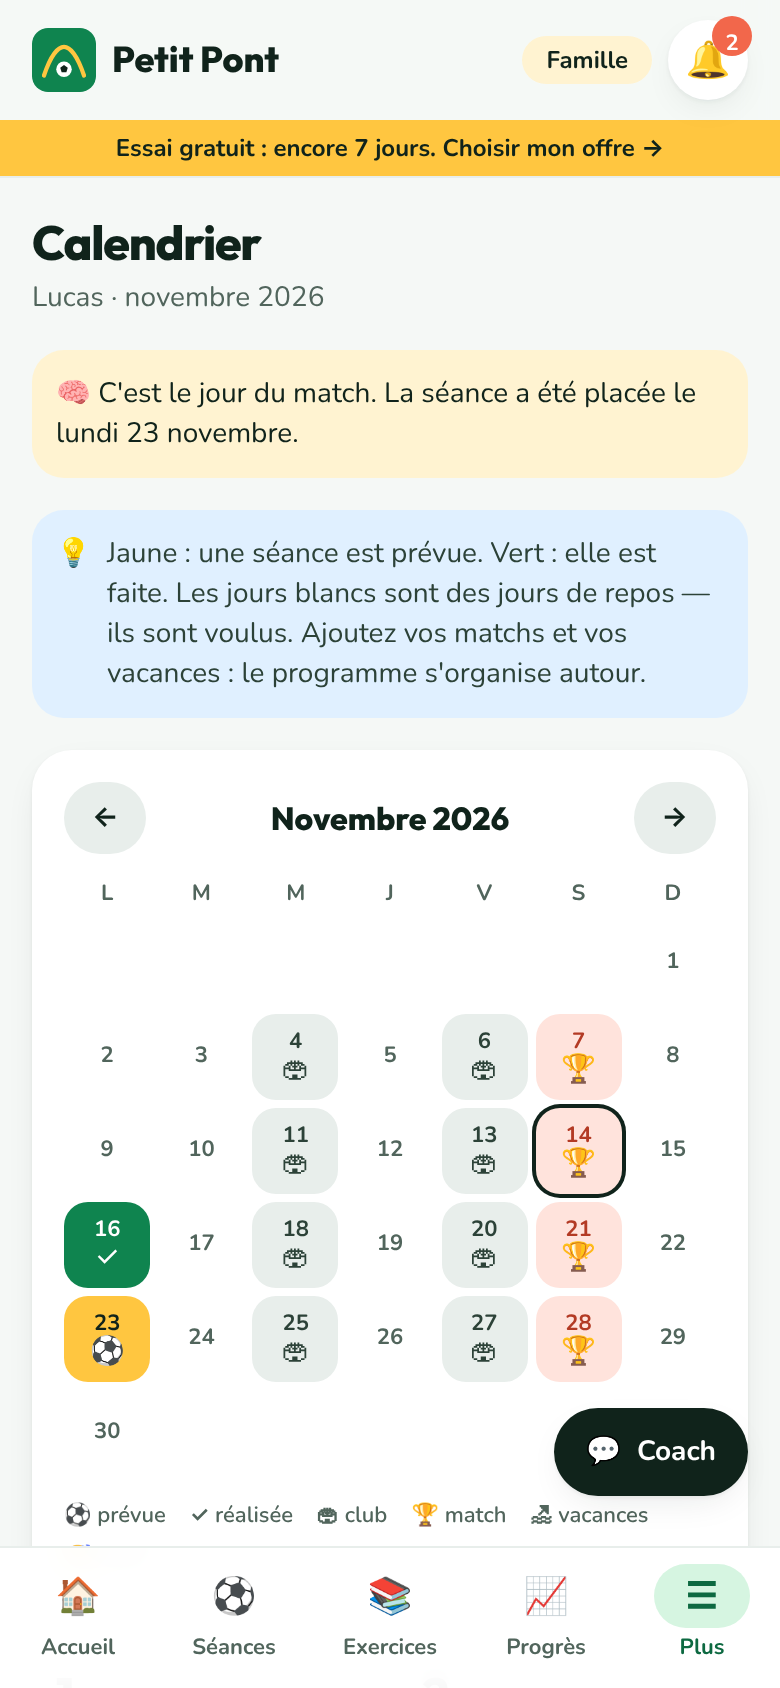 Petit Pont
Famille
2
Essai gratuit : encore 7 jours. Choisir mon offre →
Calendrier
Lucas · novembre 2026
🧠 C'est le jour du match. La séance a été placée le
lundi 23 novembre.
💡 Jaune : une séance est prévue. Vert : elle est
faite. Les jours blancs sont des jours de repos —
ils sont voulus. Ajoutez vos matchs et vos
vacances : le programme s'organise autour.
← Novembre 2026 →
L M M J V S D
1
2 3 4 5 6 7 8
9 10 11 12 13 14 15
16 17 18 19 20 21 22
✓
23 24 25 26 27 28 29
30
💬 Coach
⚽ prévue ✓ réalisée 🏟 club 🏆 match 🏖 vacances
Accueil Séances Exercices Progrès Plus